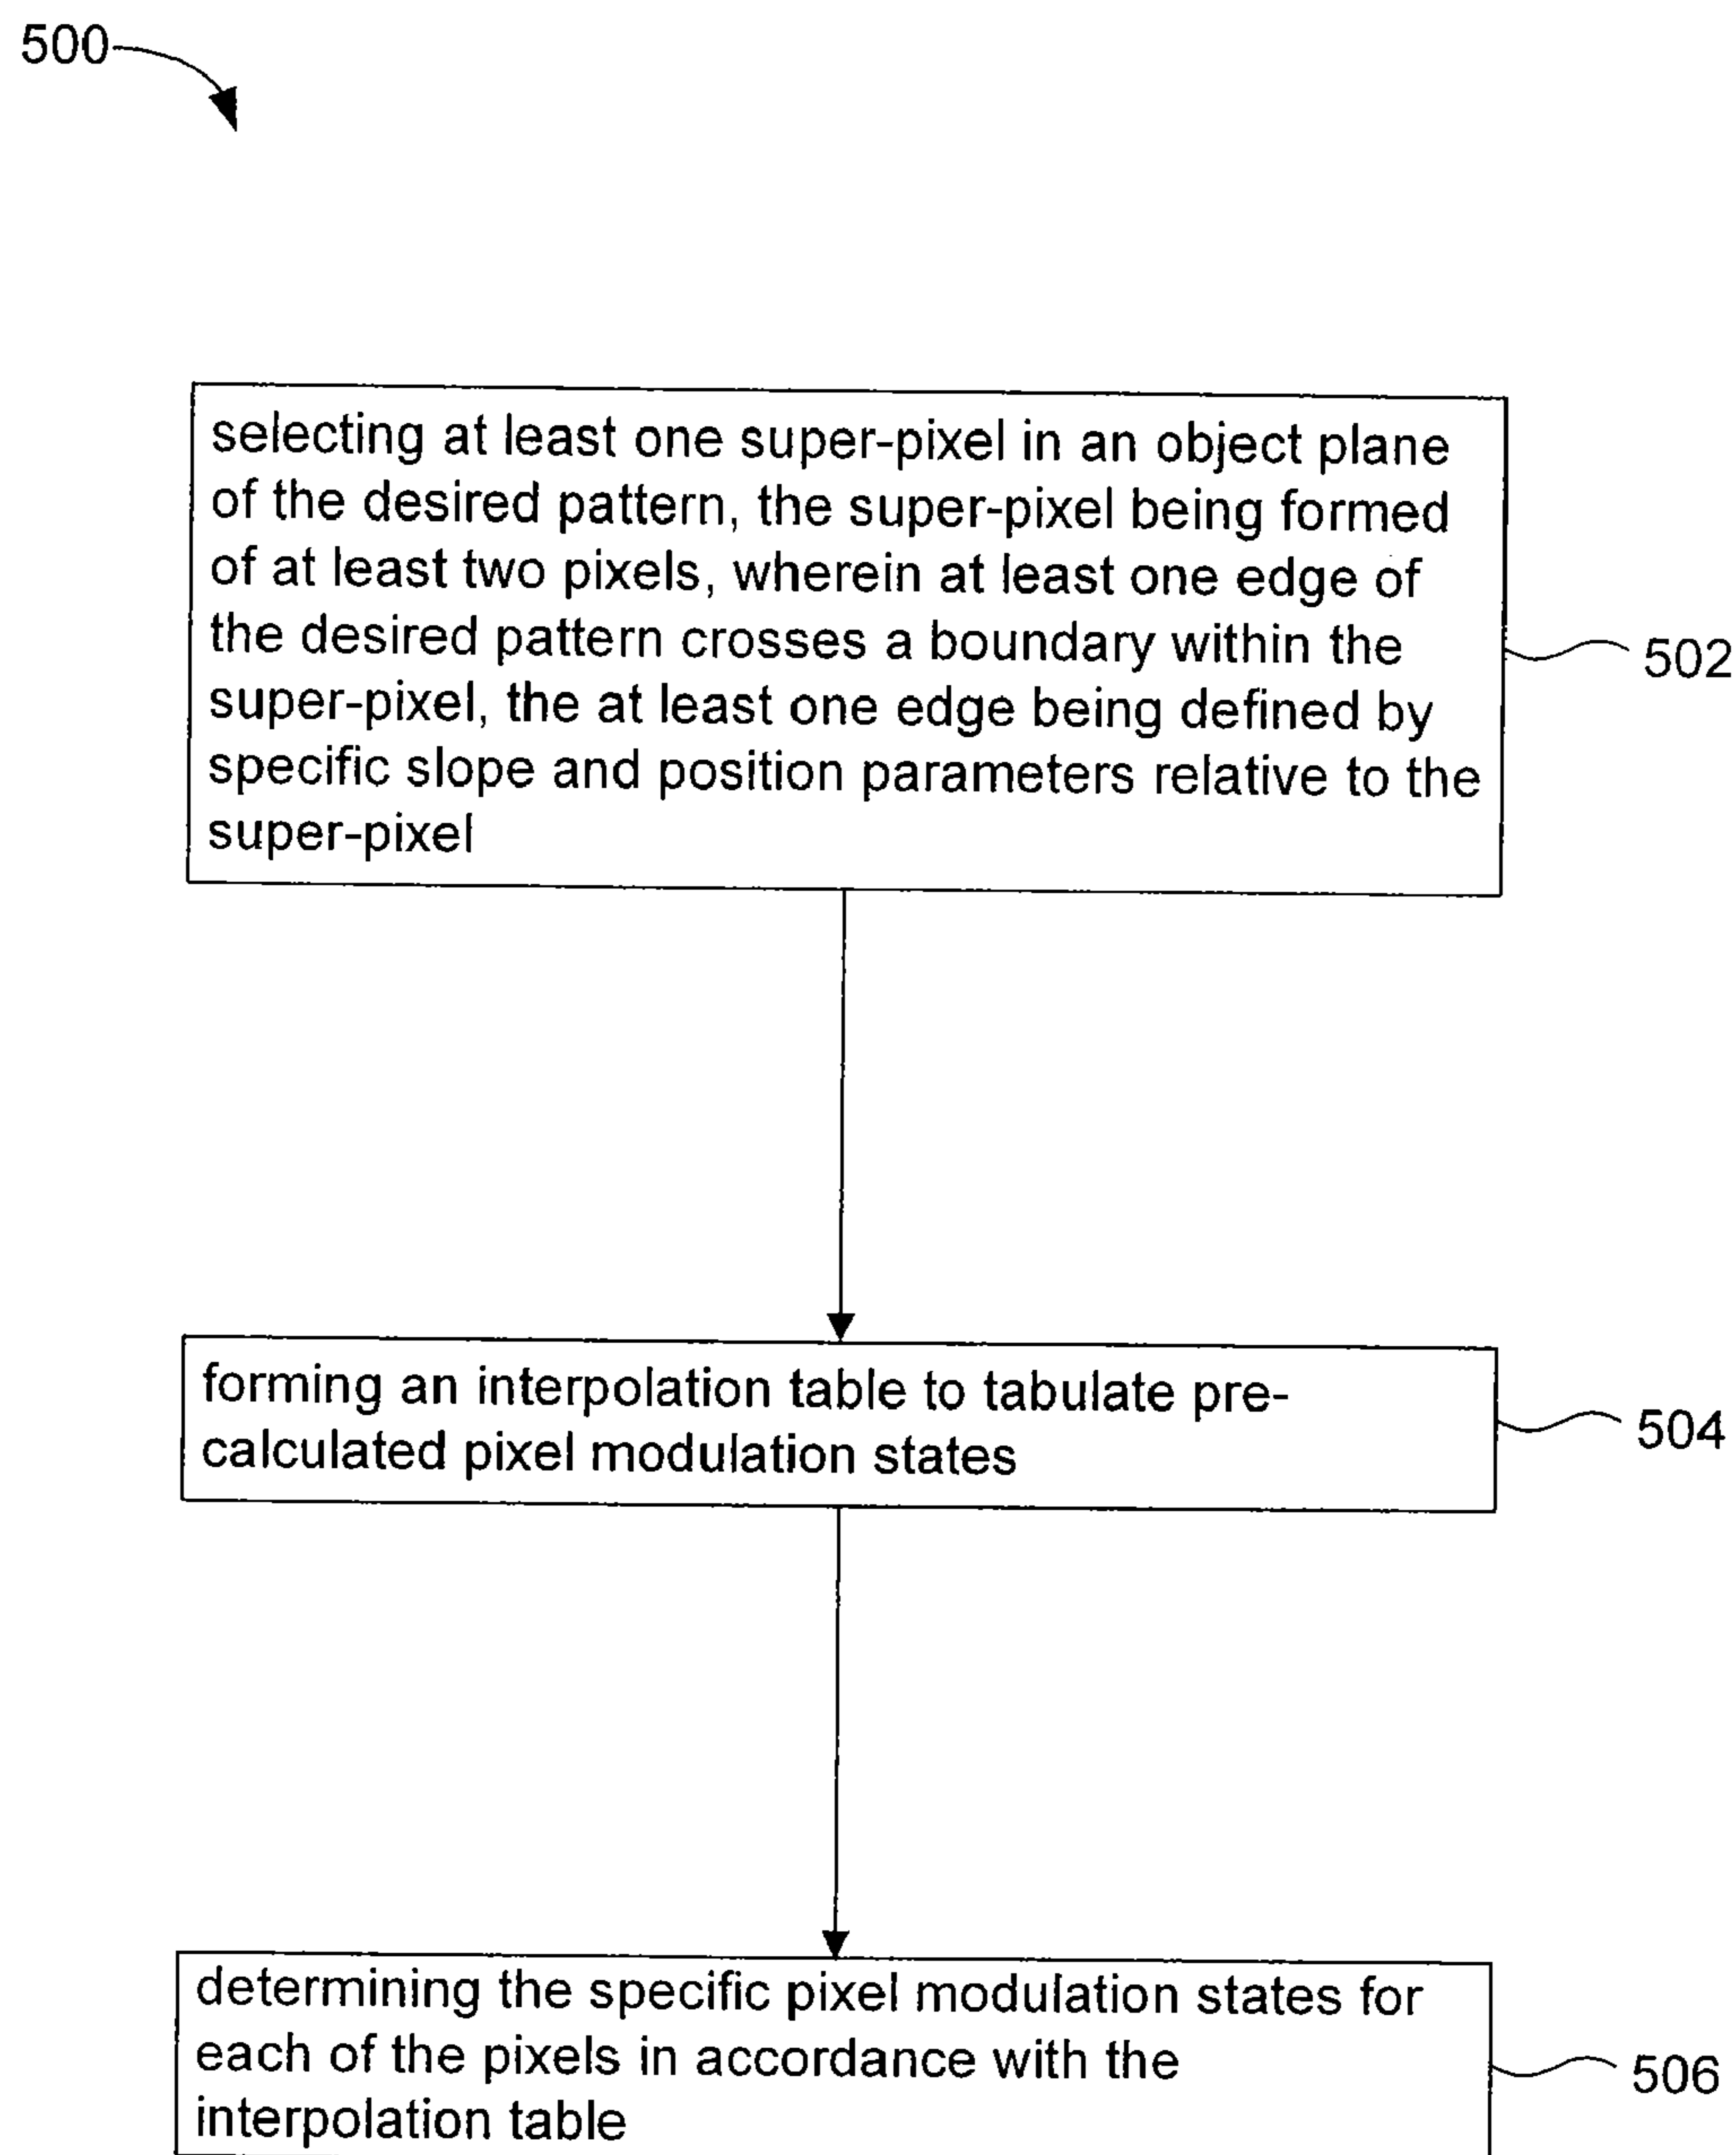 500
selecting at least one super-pixel in an object plane
of the desired pattern, the super-pixel being formed
of at least two pixels, wherein at least one edge of
the desired pattern crosses a boundary within the
super-pixel, the at least one edge being defined by
specific slope and position parameters relative to the
super-pixel
502
forming an interpolation table to tabulate pre-
calculated pixel modulation states
504
determining the specific pixel modulation states for
each of the pixels in accordance with the
interpolation table
506